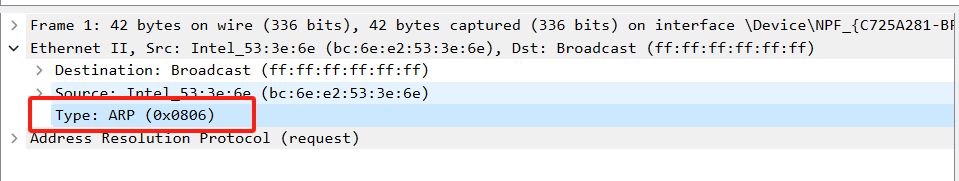 Frame 1: 42 bytes on wire (336 bits), 42 bytes captured (336 bits) on interface \Device\NPF_{C725A281-BF
Ethernet II, Src: Intel_53:3e:6e (bc:6e:e2:53:3e:6e), Dst: Broadcast (ff:ff:ff:ff:ff:ff)
Destination: Broadcast (ff:ff:ff:ff:ff:ff)
Source: Intel_53:3e:6e (bc:6e:e2:53:3e:6e)
Type: ARP (0x0806)
Address Resolution Protocol (request)